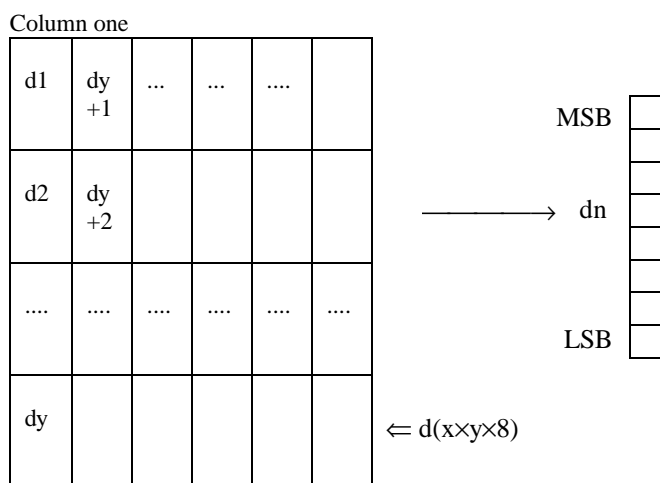 Column one
d1 dy ... ... ....
+1
MSB
d2 dy
+2
dn
.... .... .... .... .... ....
LSB
dy
⇐ d(x×y×8)